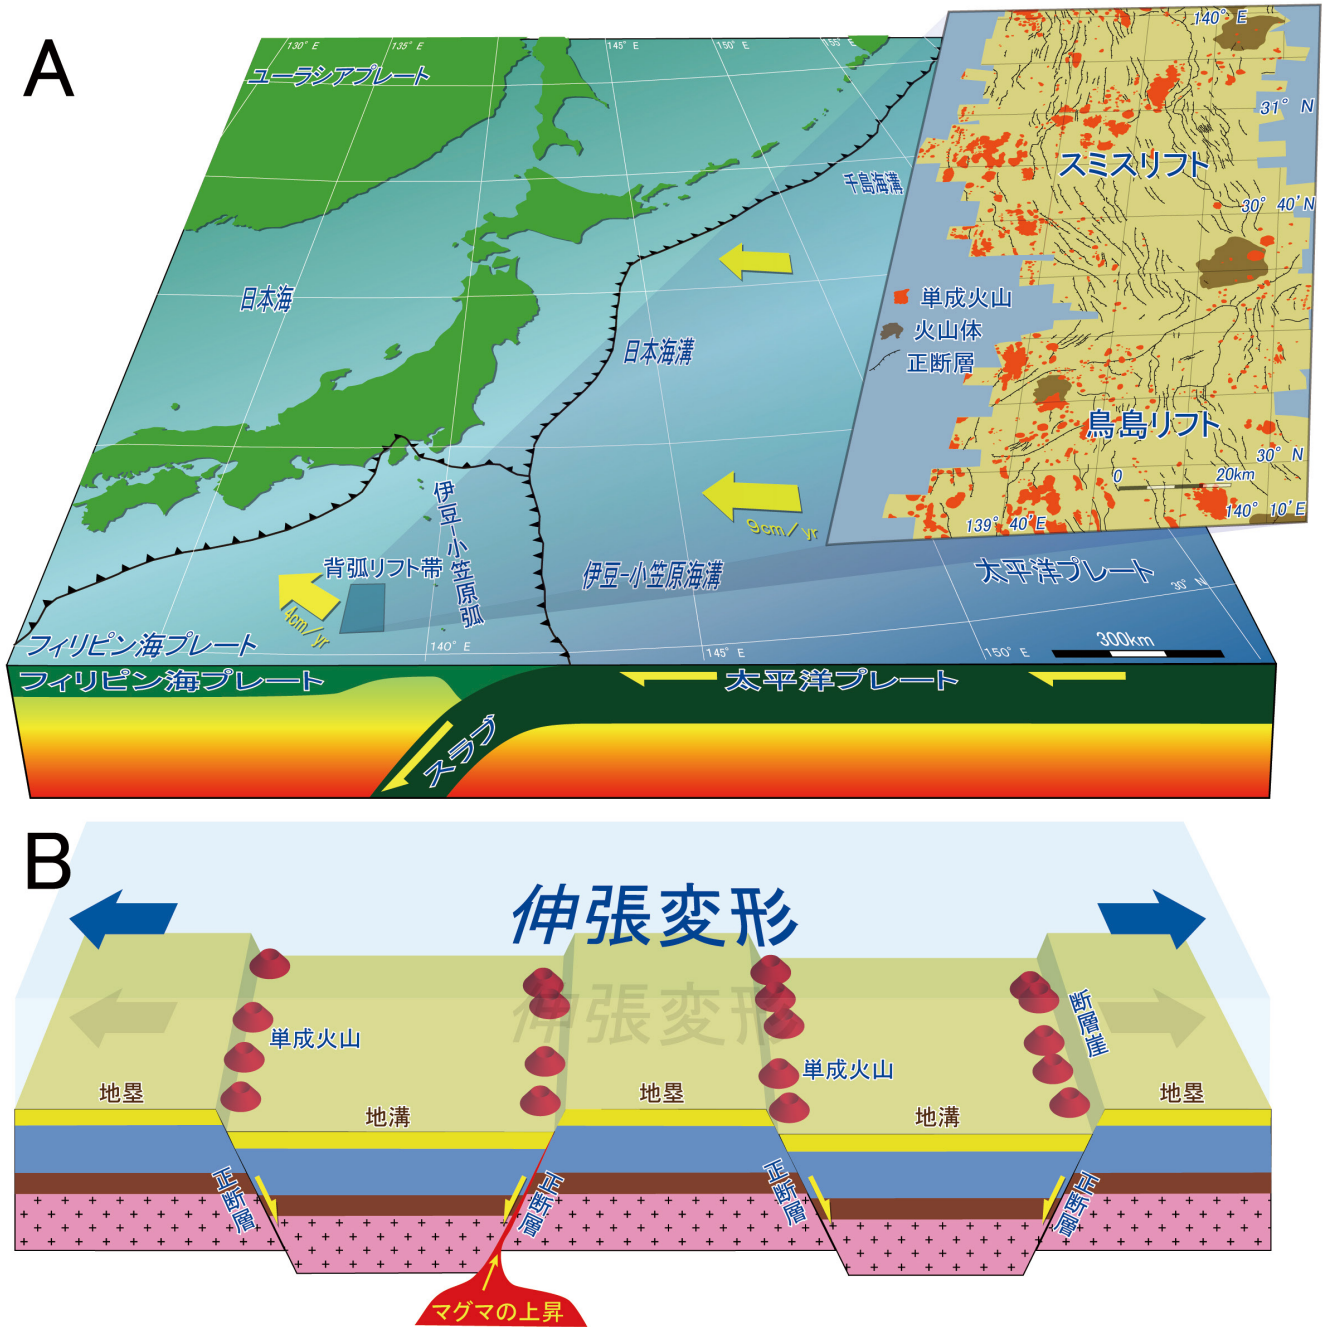 A
130° E
135° E
145° E
150° E
155° E
140° E
ユーラシアプレート
31° N
スミスリフト
千島海溝
30° 40' N
日本海
単成火山
火山体
日本海溝
正断層
鳥島リフト
30° N
0
20km
伊豆−小笠原弧
139° 40' E
140° 10' E
9cm/yr
背弧リフト帯
伊豆−小笠原海溝
太平洋プレート
30° N
4cm/yr
フィリピン海プレート
140° E
145° E
150° E
300km
フィリピン海プレート
太平洋プレート
スラブ
B
伸張変形
伸張変形
断層崖
単成火山
単成火山
地塁
地溝
地塁
地溝
地塁
正断層
正断層
正断層
正断層
マグマの上昇